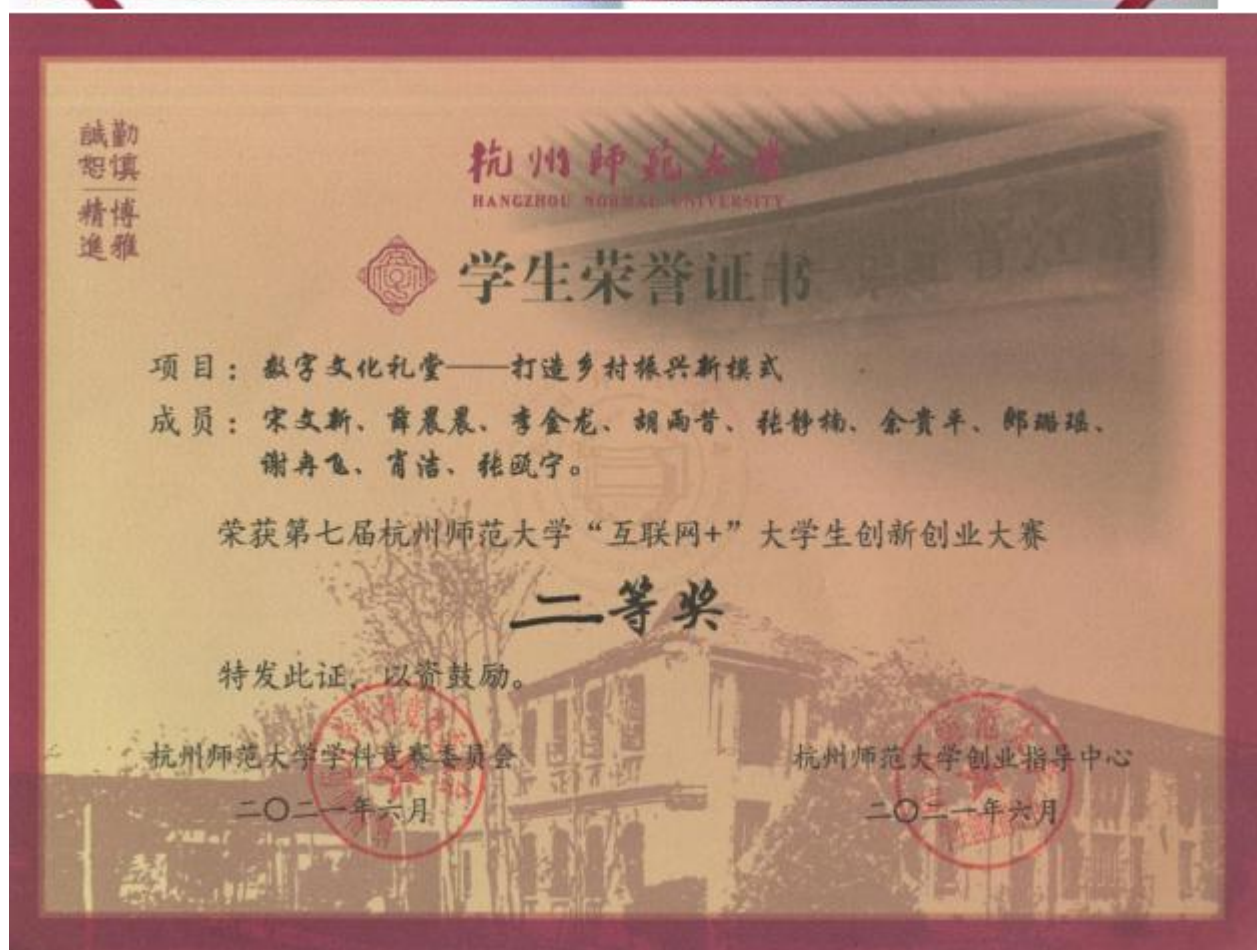 誠恕 勤慎
精進 博雅
杭州师范大学
HANGZHOU NORMAL UNIVERSITY
学生荣誉证书
项目：数字文化礼堂——打造乡村振兴新模式
成员：宋文新、薛晨晨、李金龙、胡雨昔、张静楠、余贵平、郎璐瑶、
谢冉飞、肖洁、张瓯宁。
荣获第七届杭州师范大学“互联网+”大学生创新创业大赛
二等奖
特发此证，以资鼓励。
杭州师范大学学科竞赛委员会 杭州师范大学创业指导中心
二〇二一年六月 二〇二一年六月